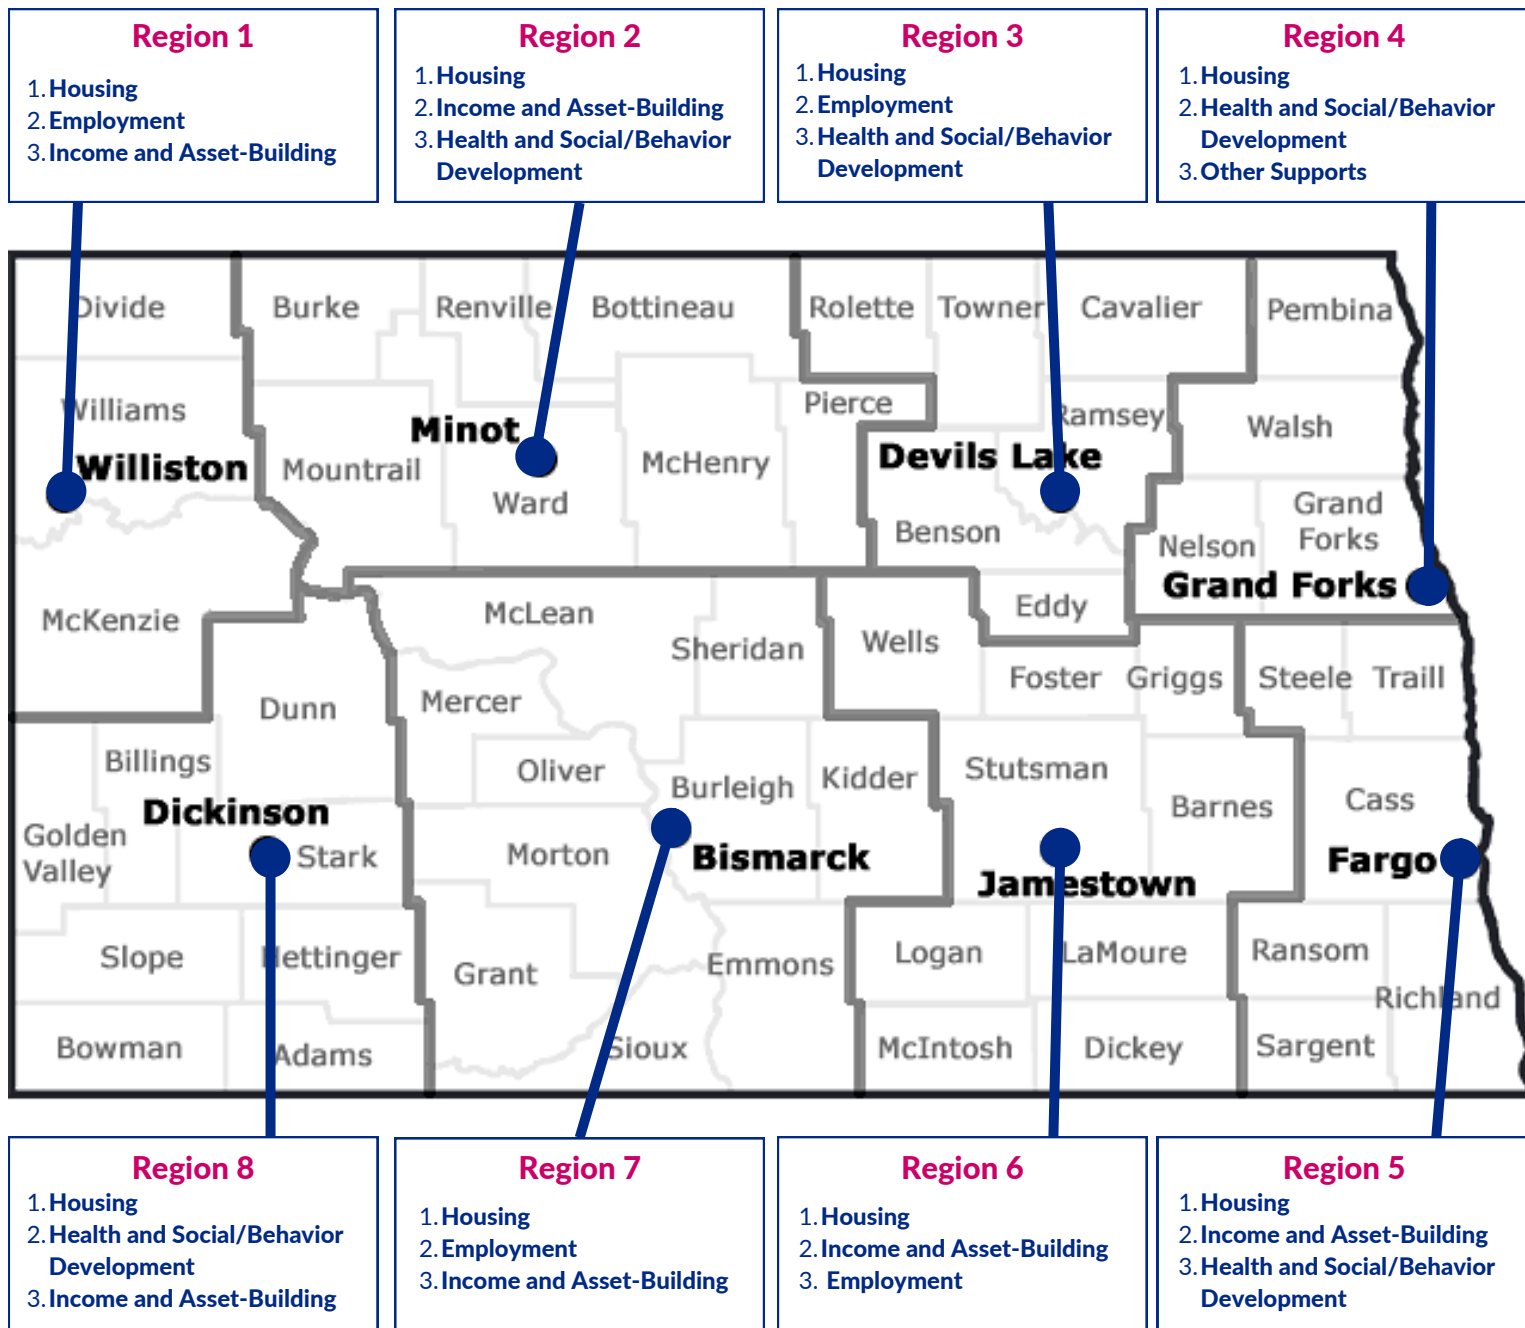 Region 1
1. Housing
2. Employment
3. Income and Asset-Building
Region 2
1. Housing
2. Income and Asset-Building
3. Health and Social/Behavior
Development
Region 3
1. Housing
2. Employment
3. Health and Social/Behavior
Development
Region 4
1. Housing
2. Health and Social/Behavior
Development
3. Other Supports
Divide
Burke
Renville
Bottineau
Rolette
Towner
Cavalier
Pembina
Williams
Minot
Pierce
Ramsey
Walsh
Williston
Mountrail
Ward
McHenry
Devils Lake
Benson
Nelson
Grand
Forks
Grand Forks
McKenzie
McLean
Sheridan
Wells
Eddy
Foster
Griggs
Steele
Traill
Dunn
Mercer
Billings
Oliver
Burleigh
Kidder
Stutsman
Barnes
Cass
Dickinson
Golden
Valley
Stark
Morton
Bismarck
Jamestown
Fargo
Slope
Hettinger
Grant
Emmons
Logan
LaMoure
Ransom
Richland
Bowman
Adams
Sioux
McIntosh
Dickey
Sargent
Region 8
1. Housing
2. Health and Social/Behavior
Development
3. Income and Asset-Building
Region 7
1. Housing
2. Employment
3. Income and Asset-Building
Region 6
1. Housing
2. Income and Asset-Building
3. Employment
Region 5
1. Housing
2. Income and Asset-Building
3. Health and Social/Behavior
Development